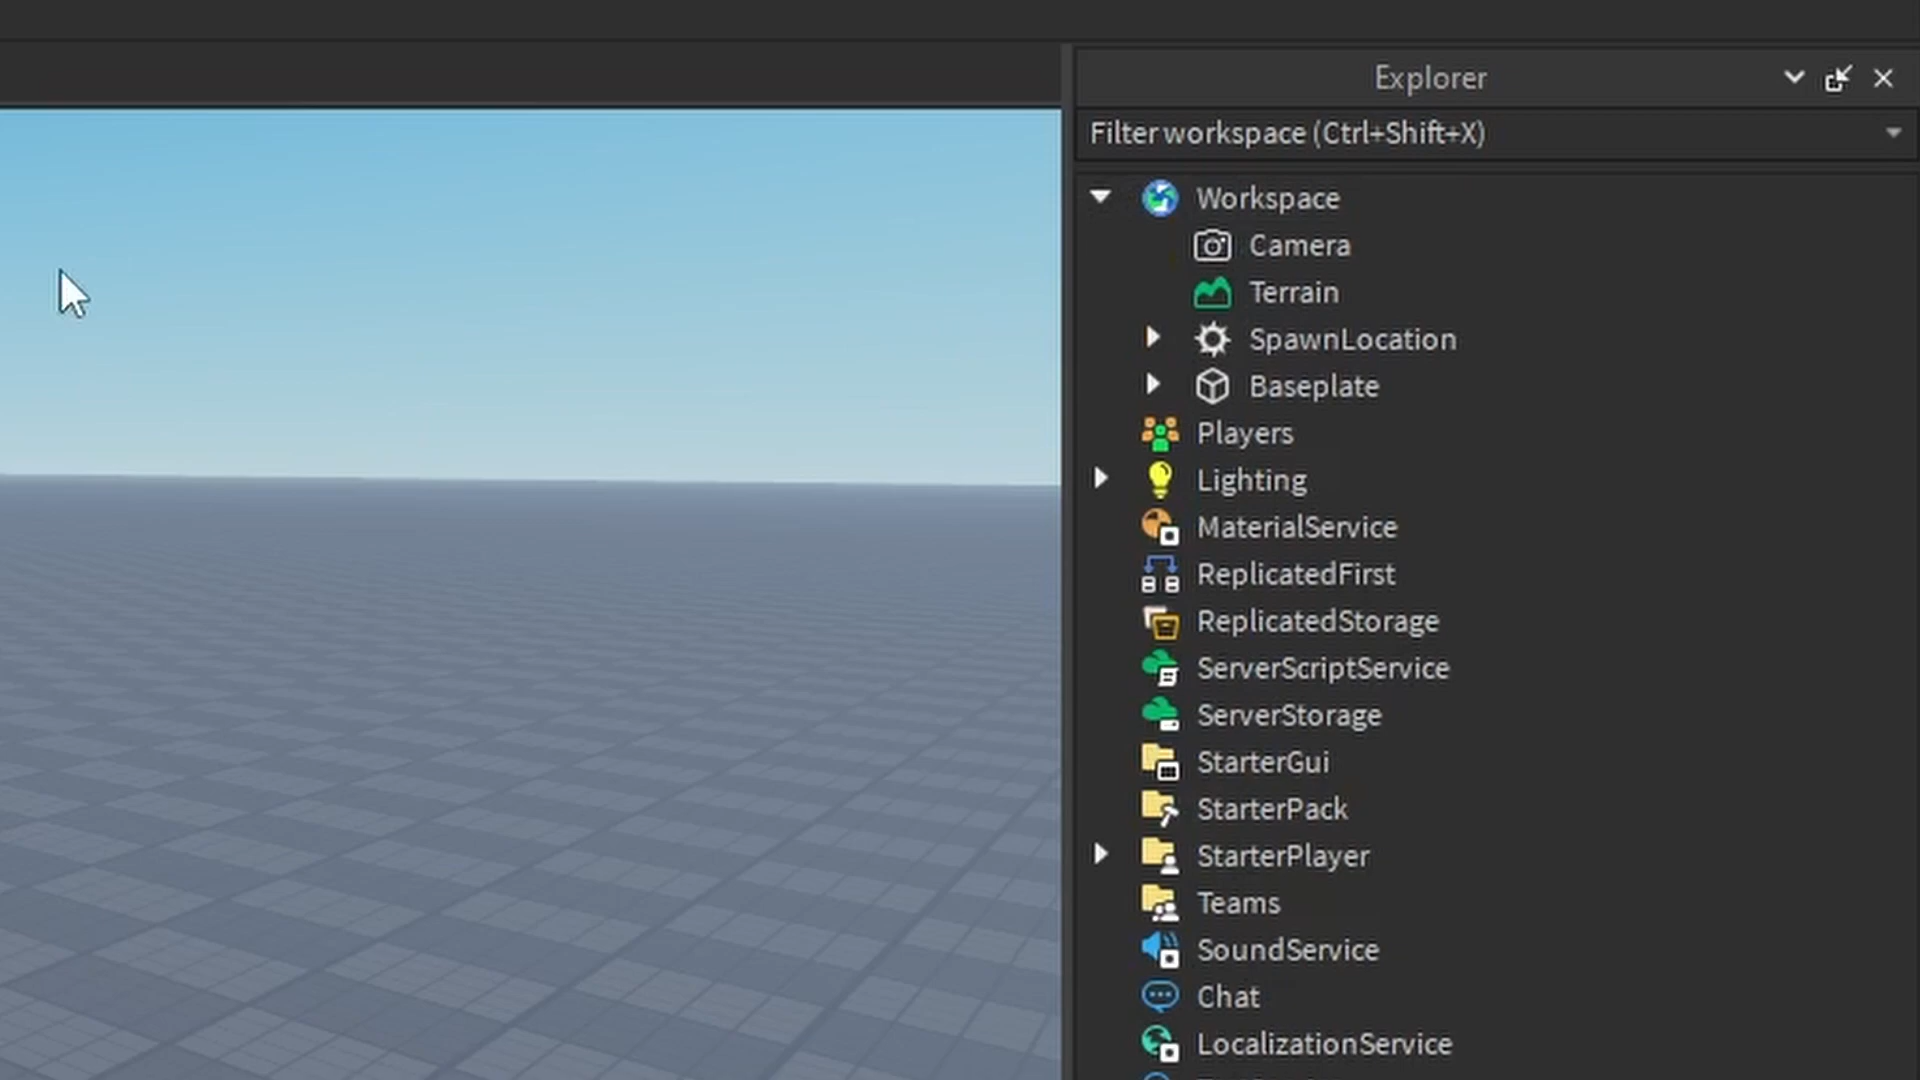 Explorer
Filter workspace (Ctrl+Shift+X)
Workspace
Camera
Terrain
SpawnLocation
Baseplate
Players
Lighting
MaterialService
ReplicatedFirst
ReplicatedStorage
ServerScriptService
ServerStorage
StarterGui
StarterPack
StarterPlayer
Teams
SoundService
Chat
LocalizationService